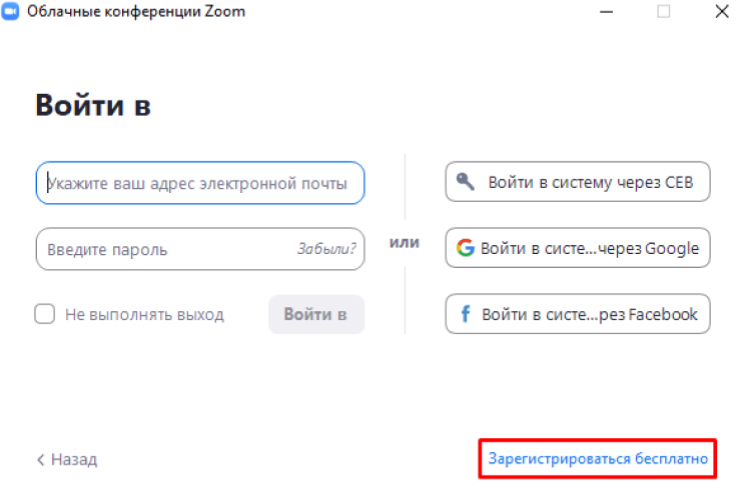 Облачные конференции Zoom
Войти в
Укажите ваш адрес электронной почты
Введите пароль Забыли?
Не выполнять выход Войти в
или
Войти в систему через СЕВ
Войти в систе...через Google
Войти в систе...рез Facebook
Назад
Зарегистрироваться бесплатно